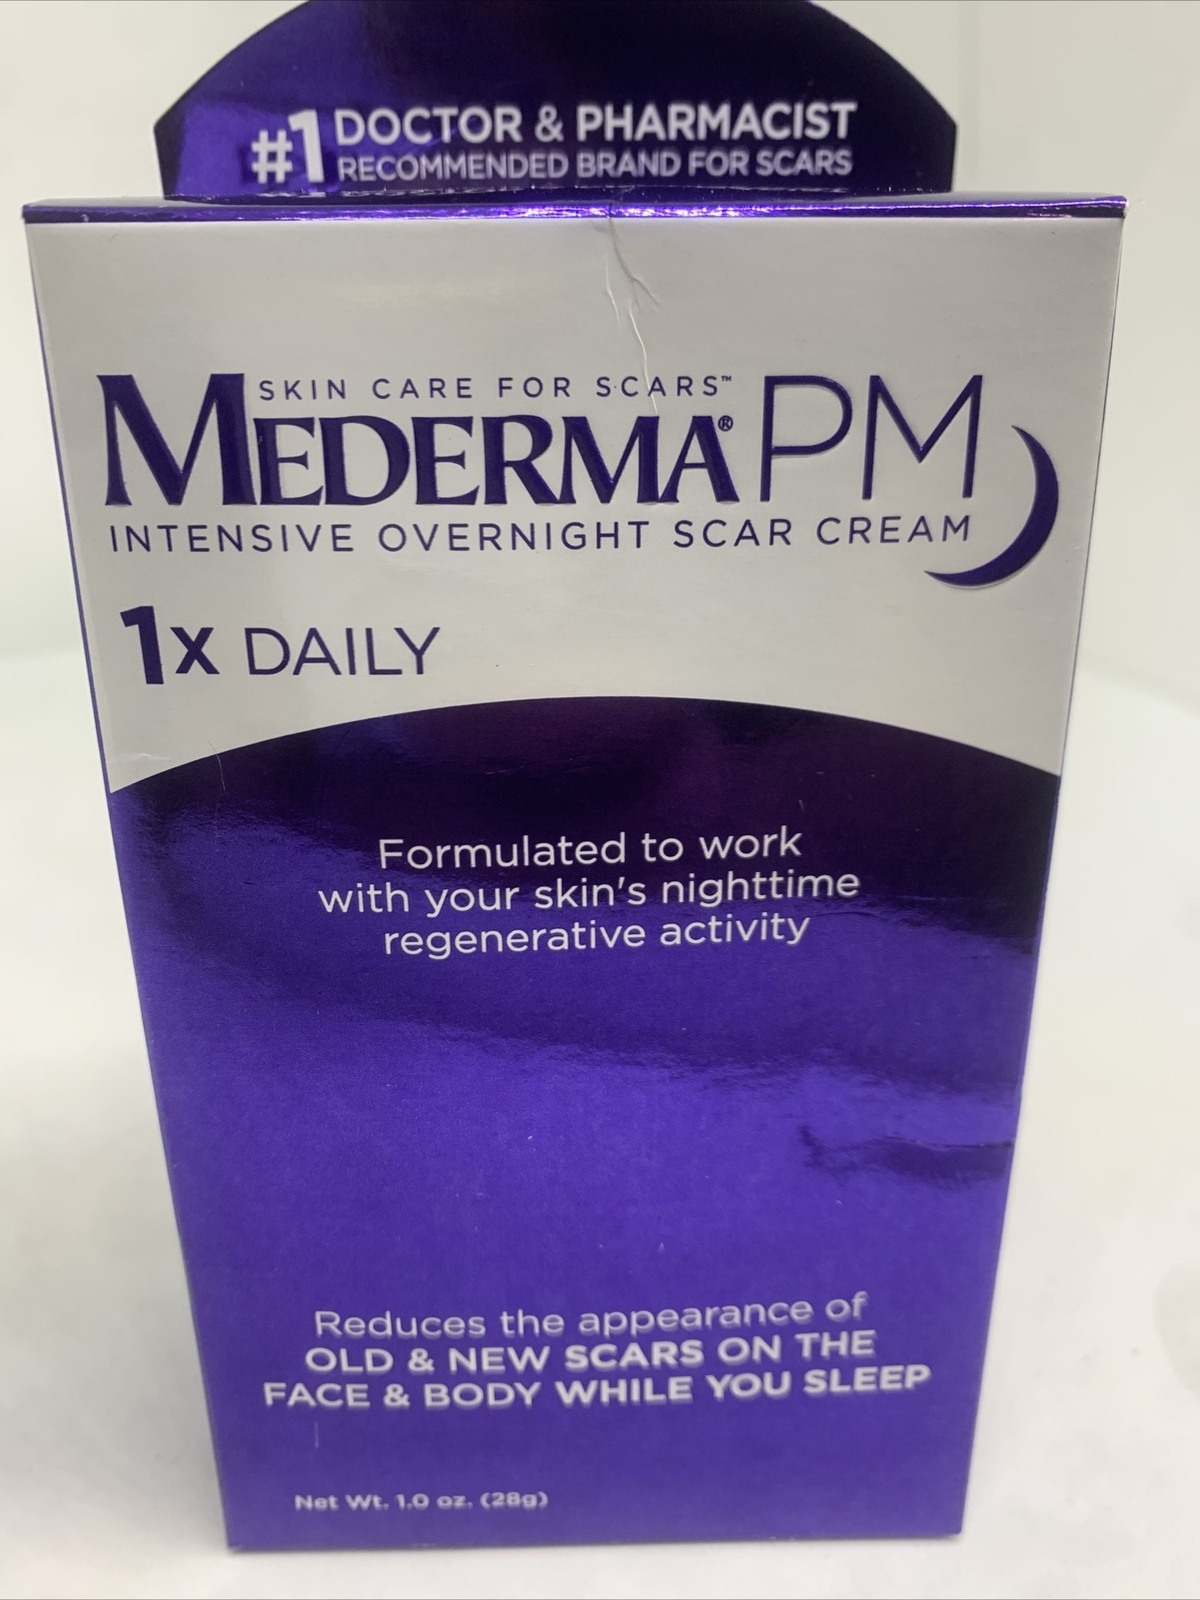 #1 DOCTOR & PHARMACIST
RECOMMENDED BRAND FOR SCARS
SKIN CARE FOR SCARS™
MEDERMA® PM
INTENSIVE OVERNIGHT SCAR CREAM
1x DAILY
Formulated to work
with your skin's nighttime
regenerative activity
Reduces the appearance of
OLD & NEW SCARS ON THE
FACE & BODY WHILE YOU SLEEP
Net Wt. 1.0 oz. (28g)